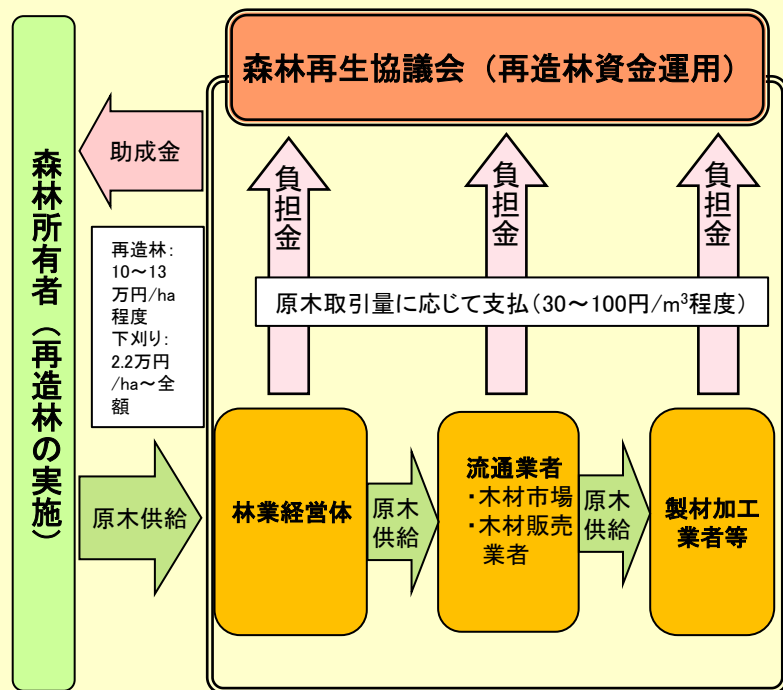 森林再生協議会（再造林資金運用）
助成金
森林所有者（再造林の実施）
再造林：
10～13
万円/ha
程度
下刈り：
2.2万円
/ha～全
額
負担金
負担金
負担金
原木取引量に応じて支払（30～100円/m³程度）
原木供給
林業経営体
原木
供給
流通業者
・木材市場
・木材販売
業者
原木
供給
製材加工
業者等